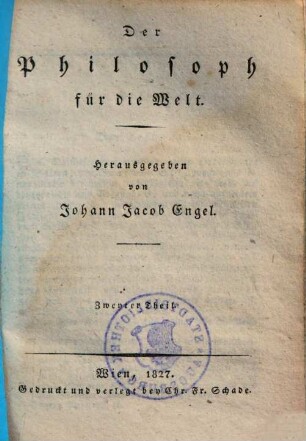 Der
Philosoph
für die Welt.
Herausgegeben
von
Johann Jacob Engel.
Zweyter Theil.
Wien, 1827.
Gedruckt und verlegt bey Chr. Fr. Schade.